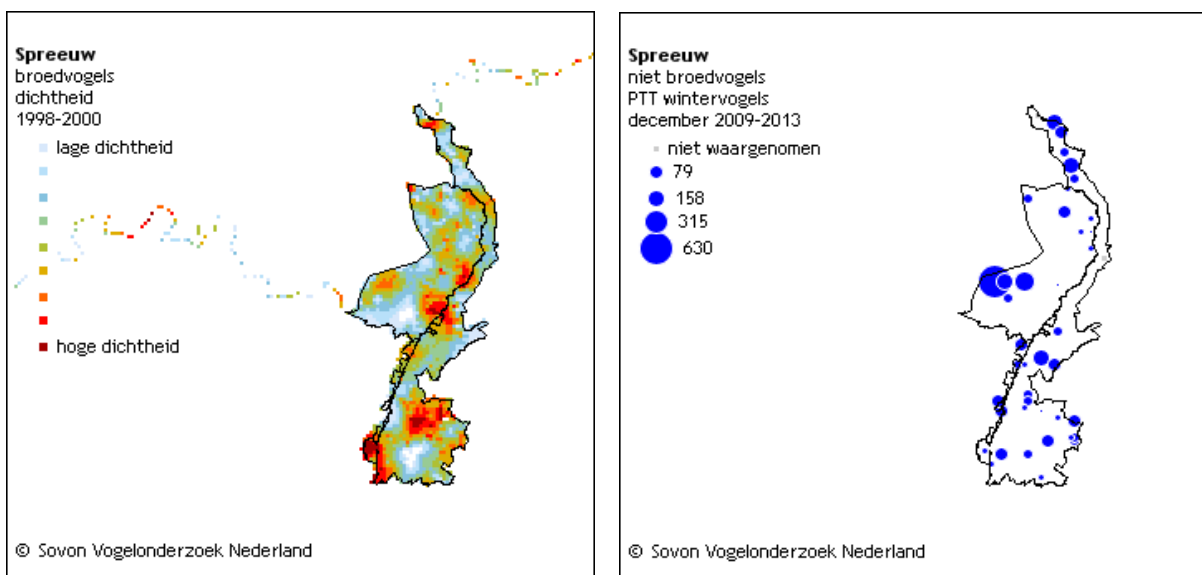 Spreeuw
broedvogels
dichtheid
1998-2000
lage dichtheid
hoge dichtheid
© Sovon Vogelonderzoek Nederland
Spreeuw
niet broedvogels
PTT wintervogels
december 2009-2013
niet waargenomen
79
158
315
630
© Sovon Vogelonderzoek Nederland